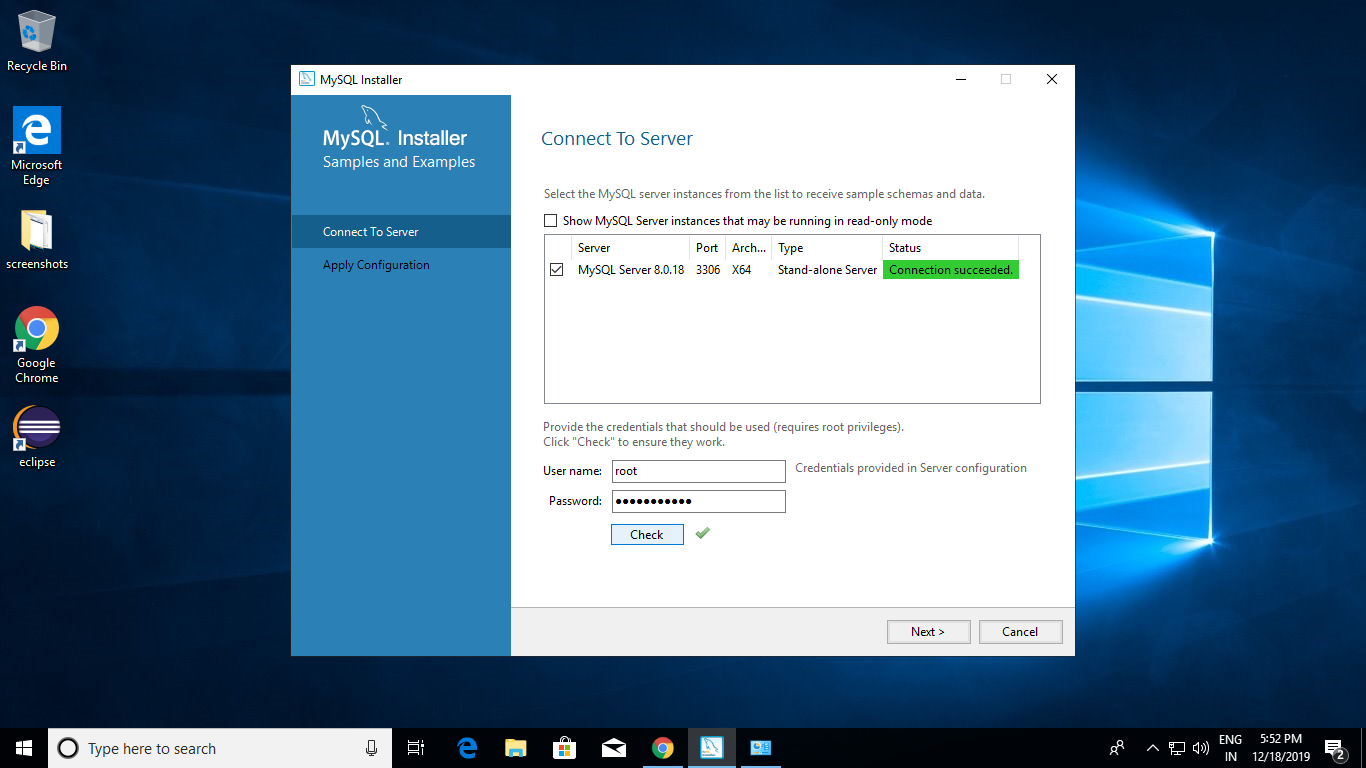 Recycle Bin
Microsoft
Edge
screenshots
Google
Chrome
eclipse
MySQL Installer
MySQL® Installer
Samples and Examples
Connect To Server
Apply Configuration
Connect To Server
Select the MySQL server instances from the list to receive sample schemas and data.
Show MySQL Server instances that may be running in read-only mode
Server Port Arch... Type Status
MySQL Server 8.0.18 3306 X64 Stand-alone Server Connection succeeded.
Provide the credentials that should be used (requires root privileges).
Click "Check" to ensure they work.
User name: root Credentials provided in Server configuration
Password: ●●●●●●●●●●●
Check
Next > Cancel
Type here to search
ENG
IN
5:52 PM
12/18/2019
2